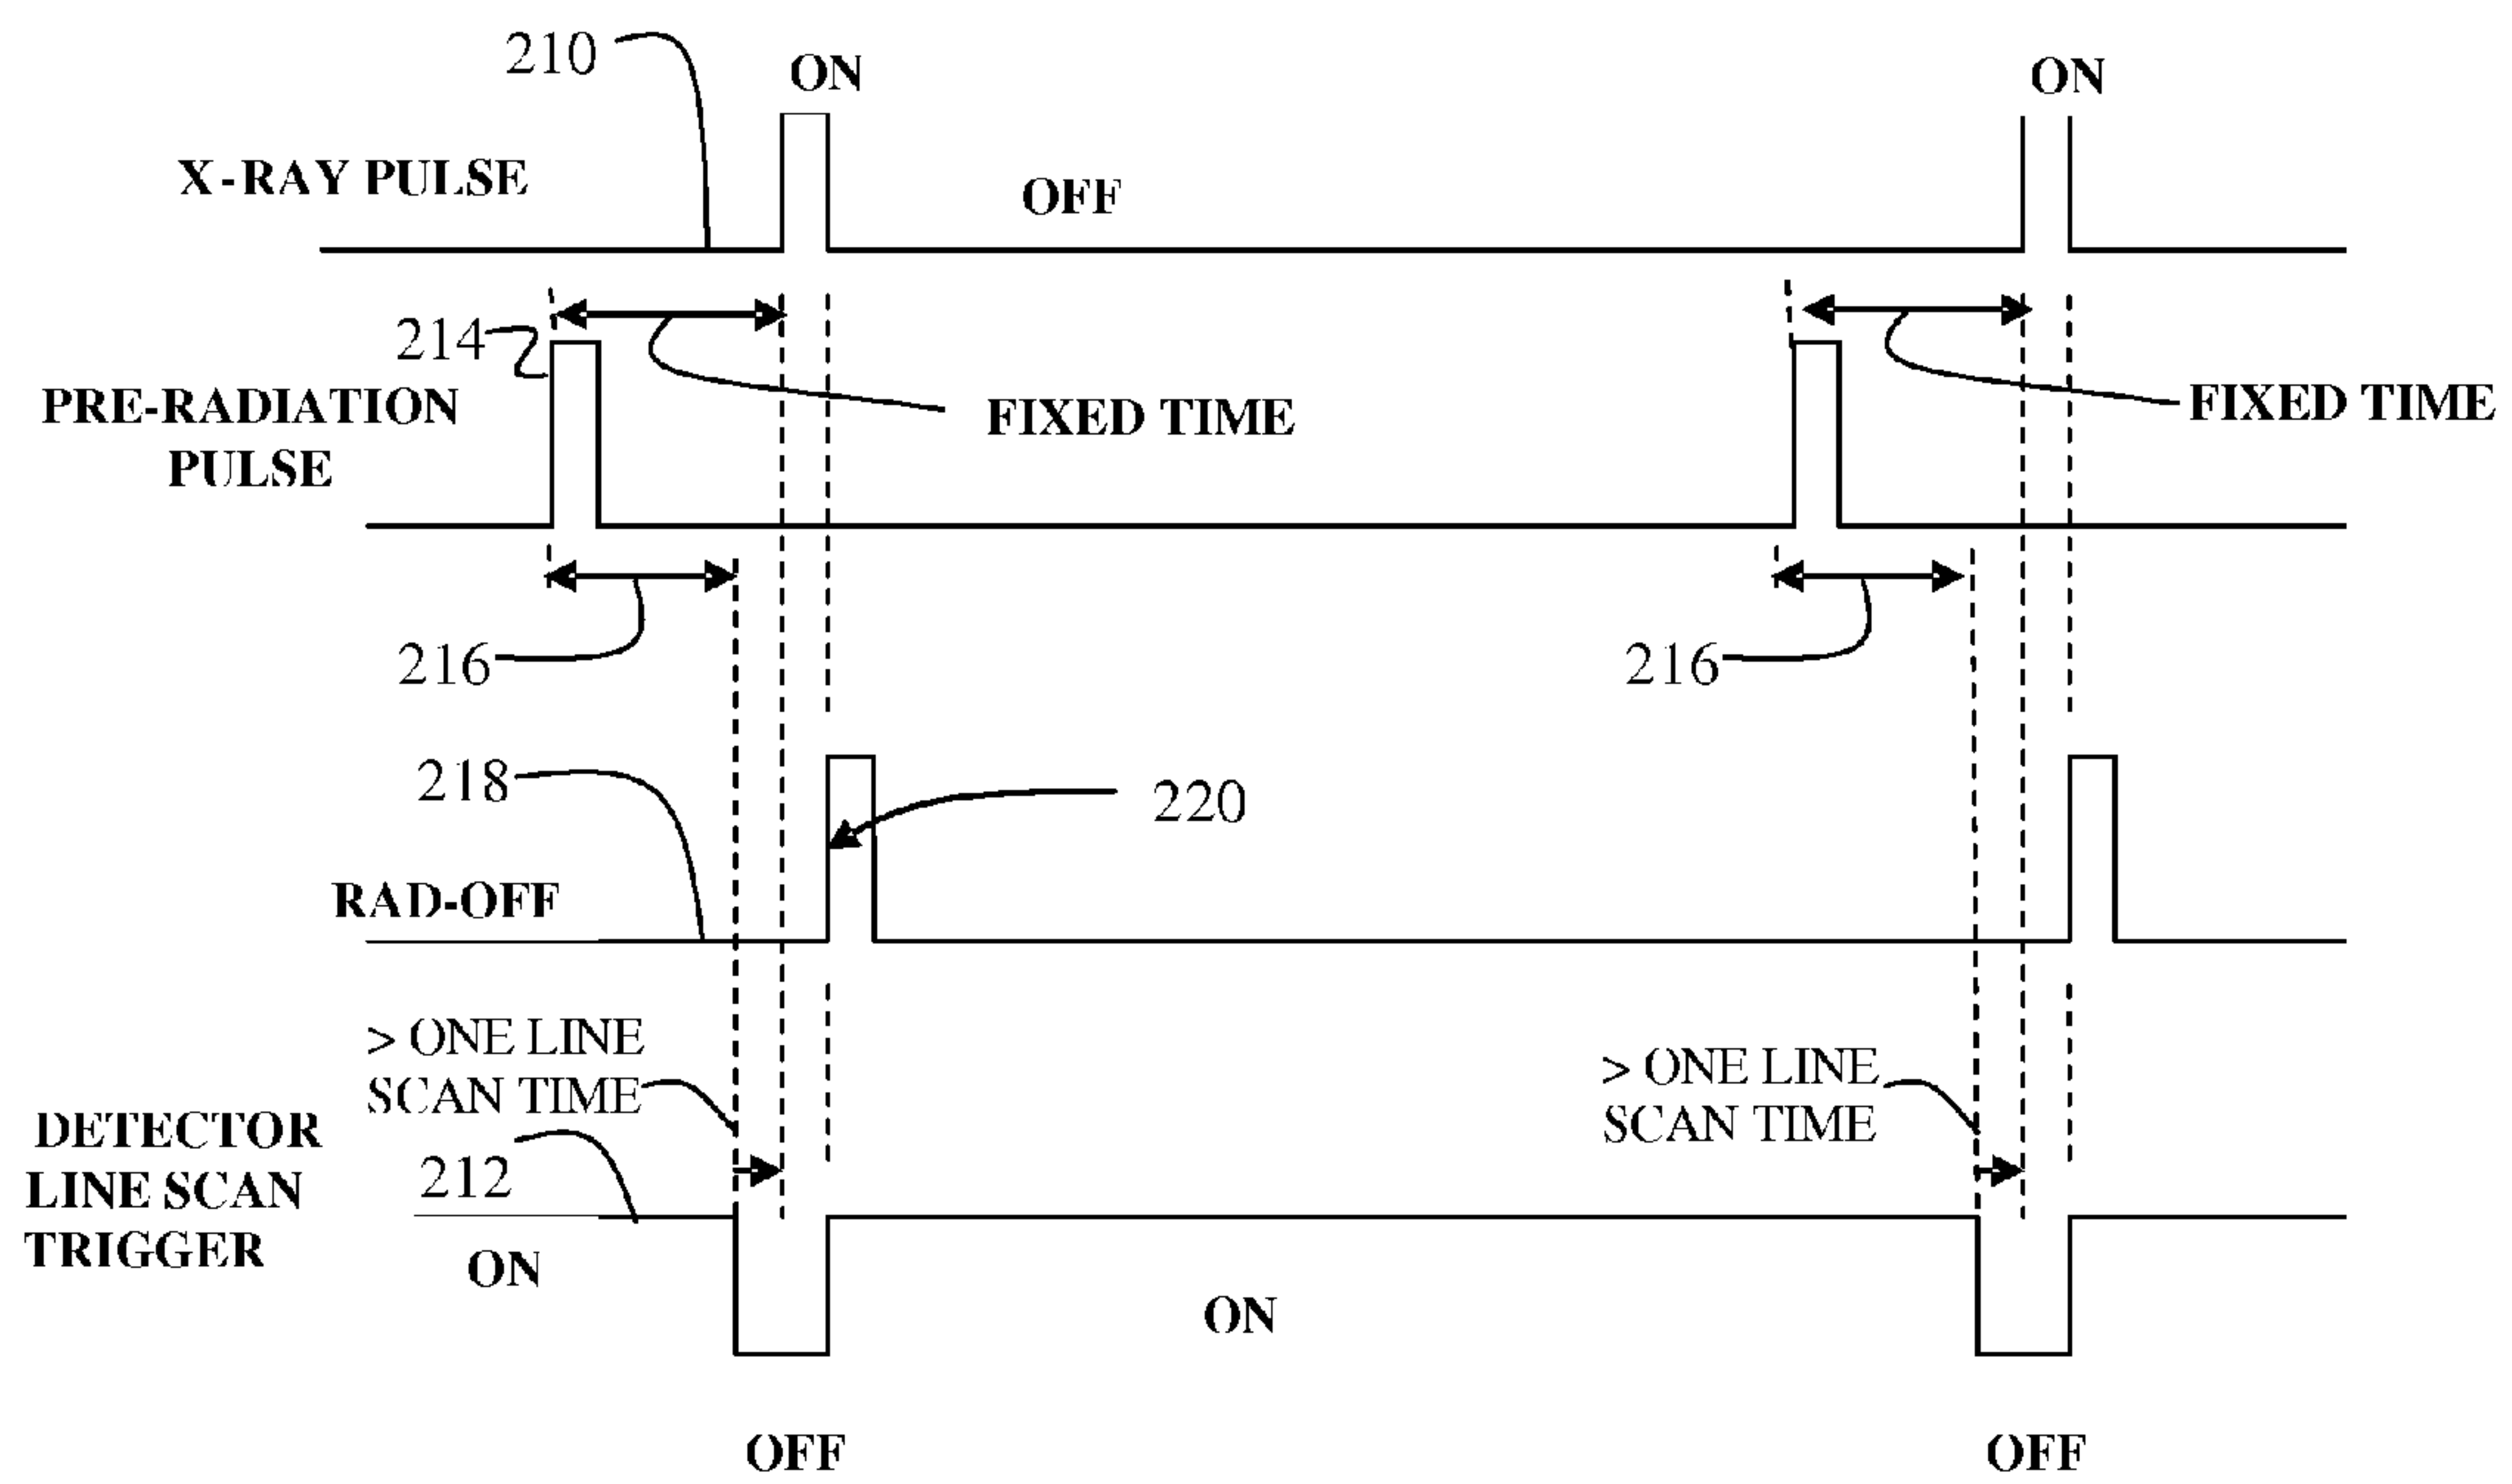 210
ON
ON
X-RAY PULSE
OFF
214
PRE-RADIATION
PULSE
FIXED TIME
FIXED TIME
216
216
218
220
RAD-OFF
> ONE LINE
SCAN TIME
> ONE LINE
SCAN TIME
DETECTOR
LINE SCAN
TRIGGER
212
ON
ON
OFF
OFF